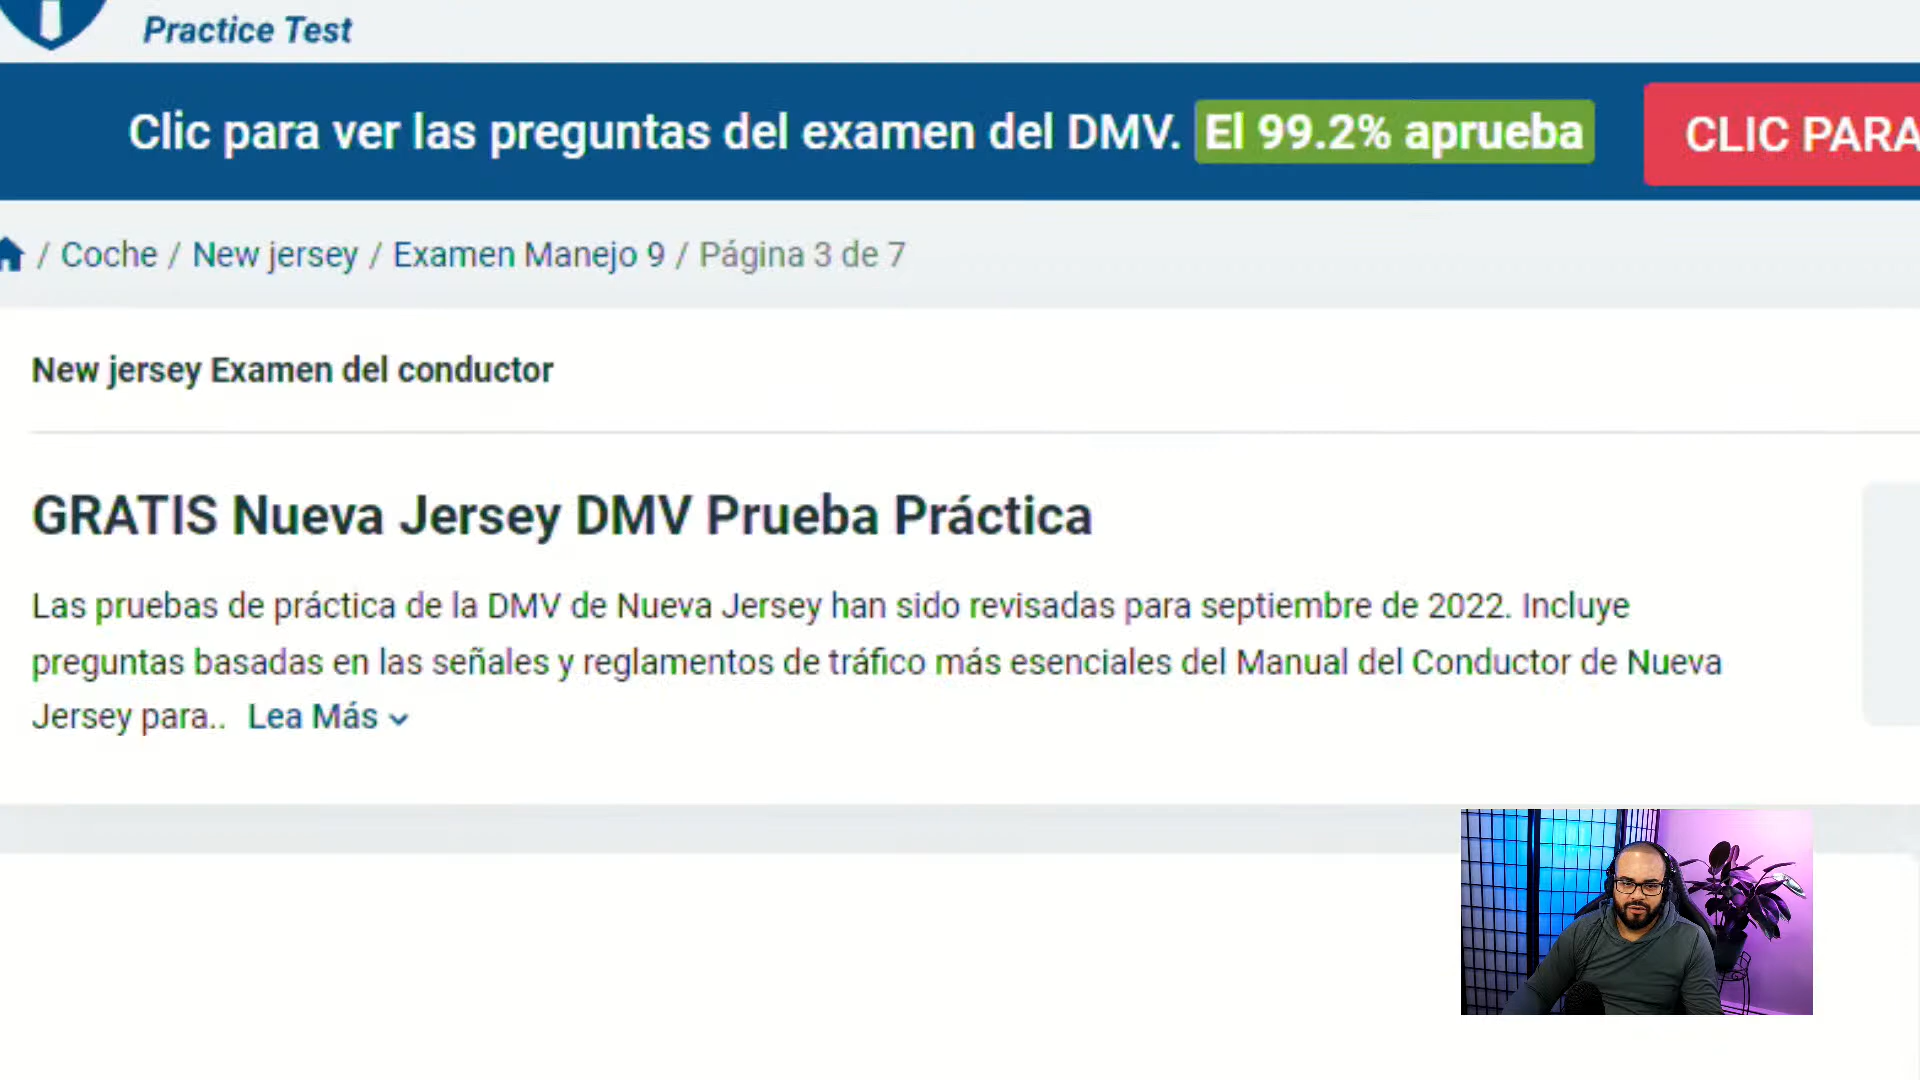 Practice Test
Clic para ver las preguntas del examen del DMV. El 99.2% aprueba CLIC PARA
/ Coche / New jersey / Examen Manejo 9 / Página 3 de 7
New jersey Examen del conductor
GRATIS Nueva Jersey DMV Prueba Práctica
Las pruebas de práctica de la DMV de Nueva Jersey han sido revisadas para septiembre de 2022. Incluye
preguntas basadas en las señales y reglamentos de tráfico más esenciales del Manual del Conductor de Nueva
Jersey para.. Lea Más